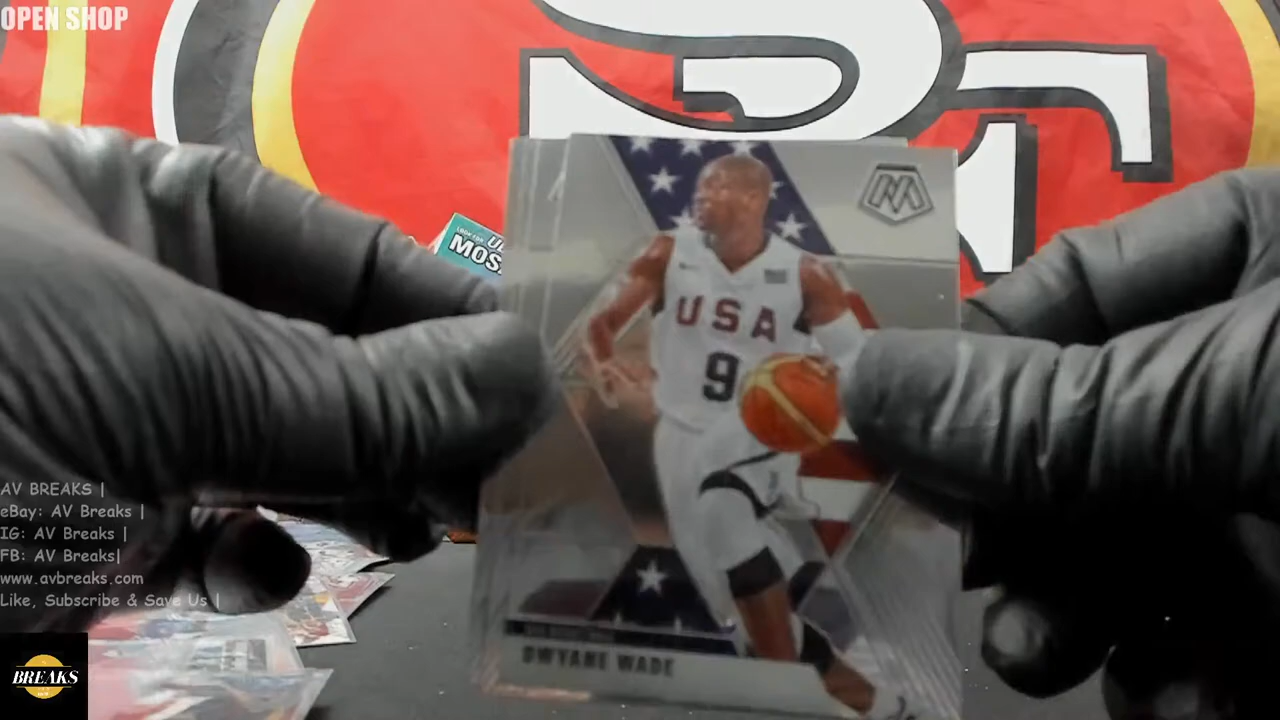 OPEN SHOP
SF
M
MOS
USA
9
DWYANE WADE
AV BREAKS |
eBay: AV Breaks |
IG: AV Breaks |
FB: AV Breaks|
www.avbreaks.com
Like, Subscribe & Save Us |
BREAKS